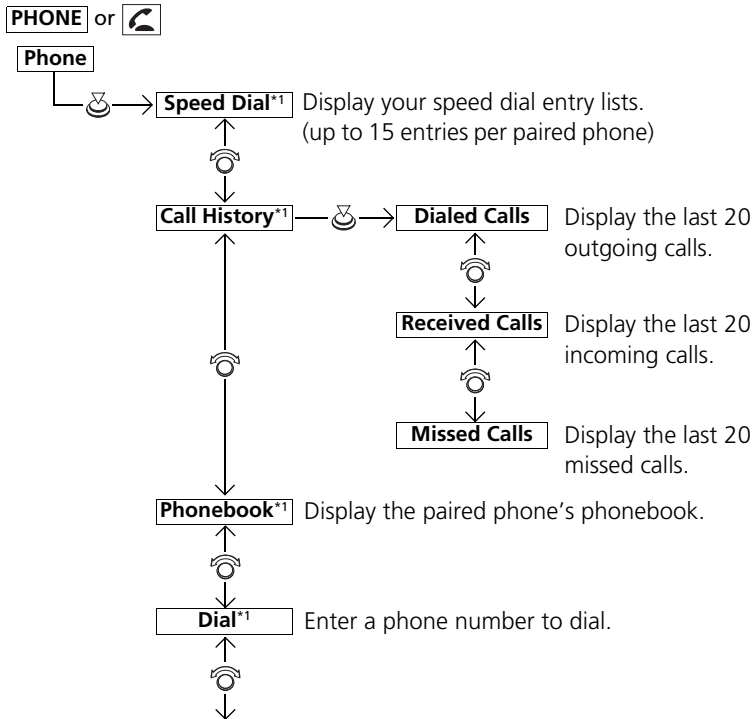 PHONE or
Phone
Speed Dial*1 Display your speed dial entry lists.
(up to 15 entries per paired phone)
Call History*1 Dialed Calls Display the last 20
outgoing calls.
Received Calls Display the last 20
incoming calls.
Missed Calls Display the last 20
missed calls.
Phonebook*1 Display the paired phone’s phonebook.
Dial*1 Enter a phone number to dial.